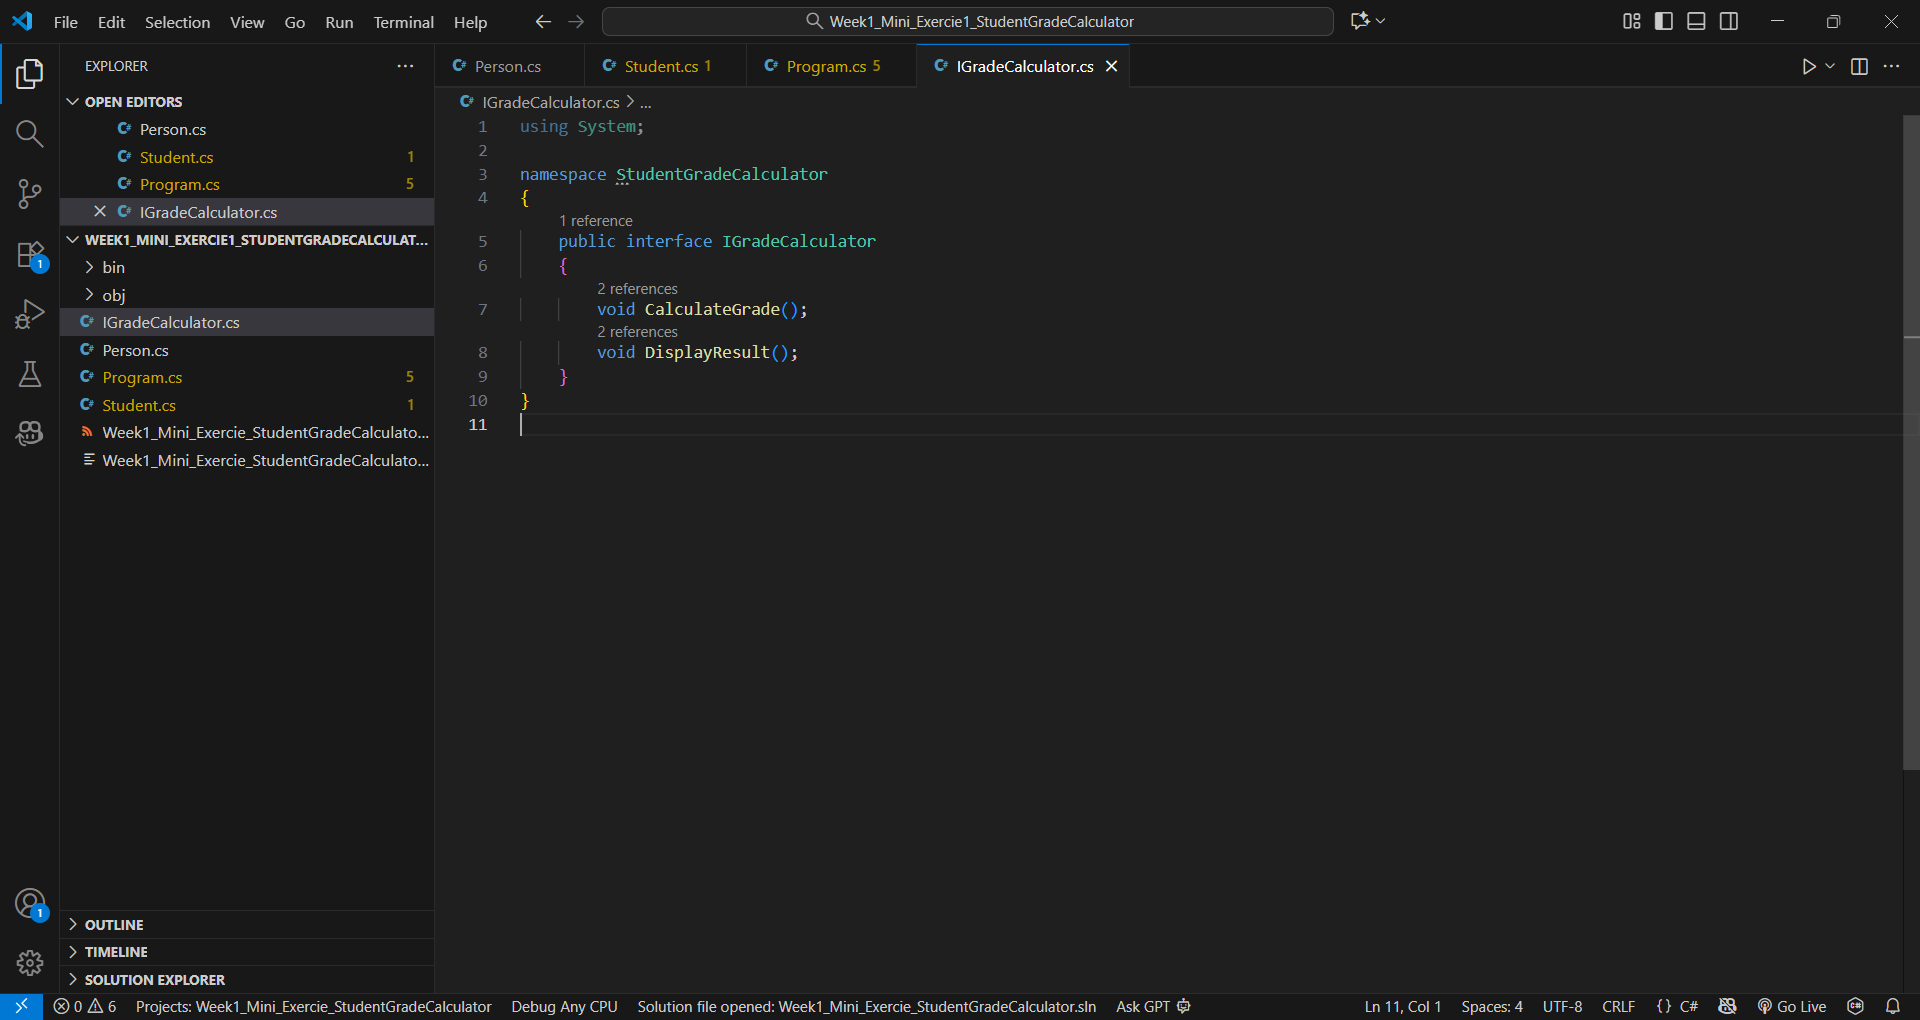 File Edit Selection View Go Run Terminal Help
Week1_Mini_Exercie1_StudentGradeCalculator
EXPLORER
OPEN EDITORS
Person.cs
Student.cs 1
Program.cs 5
IGradeCalculator.cs
WEEK1_MINI_EXERCIE1_STUDENTGRADECALCULAT...
bin
obj
IGradeCalculator.cs
Person.cs
Program.cs 5
Student.cs 1
Week1_Mini_Exercie_StudentGradeCalculato...
Week1_Mini_Exercie_StudentGradeCalculato...
OUTLINE
TIMELINE
SOLUTION EXPLORER
1
1
Person.cs Student.cs 1 Program.cs 5 IGradeCalculator.cs
IGradeCalculator.cs > ...
1 using System;
2
3 namespace StudentGradeCalculator
4 {
1 reference
5 public interface IGradeCalculator
6 {
2 references
7 void CalculateGrade();
2 references
8 void DisplayResult();
9 }
10 }
11
0 6 Projects: Week1_Mini_Exercie_StudentGradeCalculator Debug Any CPU Solution file opened: Week1_Mini_Exercie_StudentGradeCalculator.sln Ask GPT Ln 11, Col 1 Spaces: 4 UTF-8 CRLF {} C# Go Live